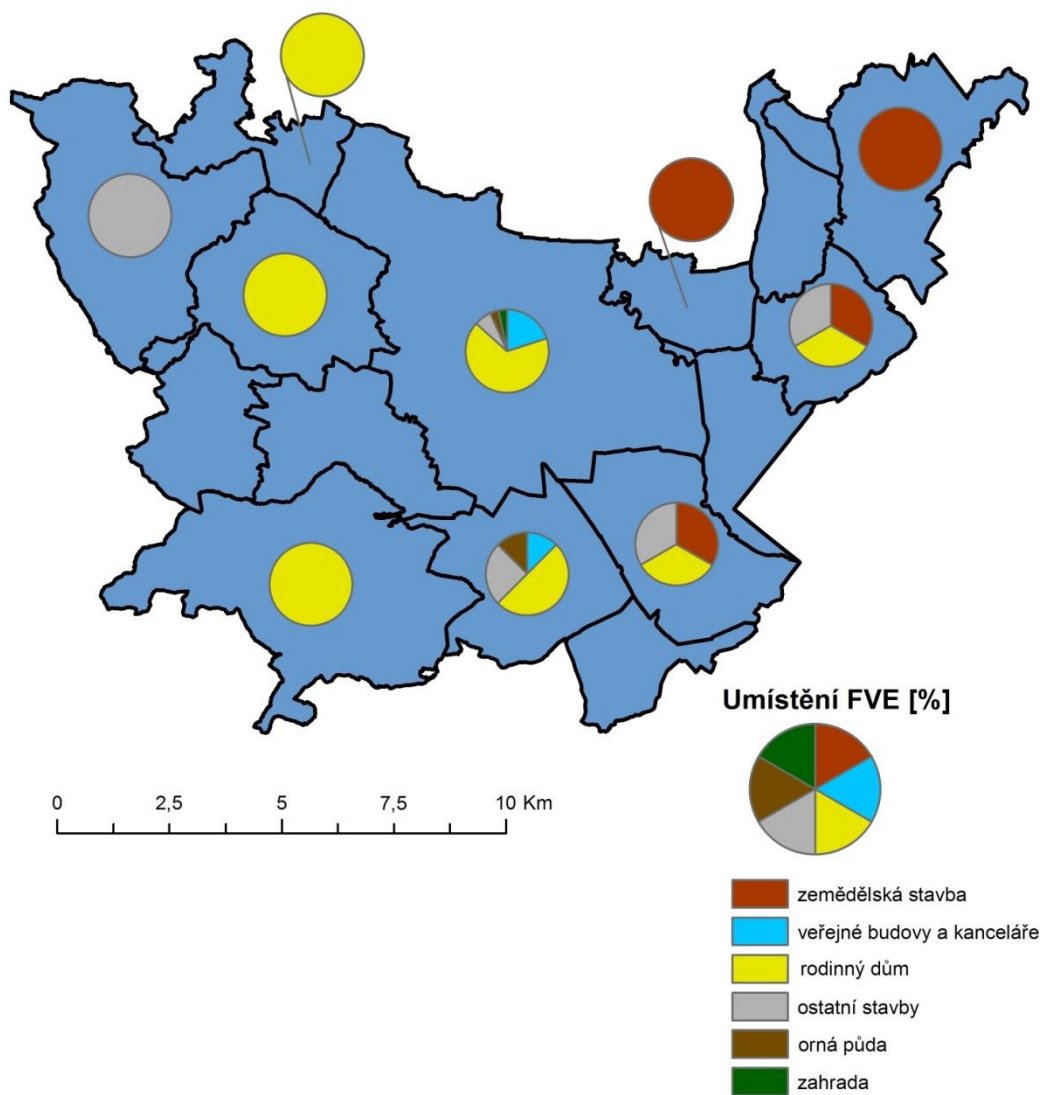 Umístění FVE [%]
0 2,5 5 7,5 10 Km
zemědělská stavba
veřejné budovy a kanceláře
rodinný dům
ostatní stavby
orná půda
zahrada